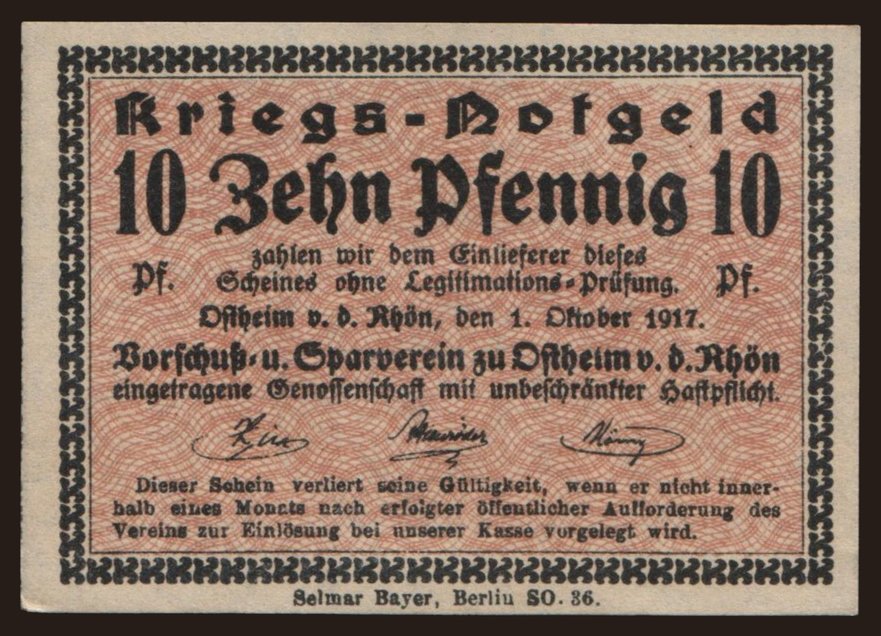 Kriegs-Notgeld
10 Zehn Pfennig 10
zahlen wir dem Einlieferer dieses
Pf. Scheines ohne Legitimations-Prüfung. Pf.
Ostheim v. d. Rhön, den 1. Oktober 1917.
Vorschuß- u. Sparverein zu Ostheim v. d. Rhön
eingetragene Genossenschaft mit unbeschränkter Haftpflicht.
Dieser Schein verliert seine Gültigkeit, wenn er nicht inner-
halb eines Monats nach erfolgter öffentlicher Aufforderung des
Vereins zur Einlösung bei unserer Kasse vorgelegt wird.
Selmar Bayer, Berlin SO. 36.